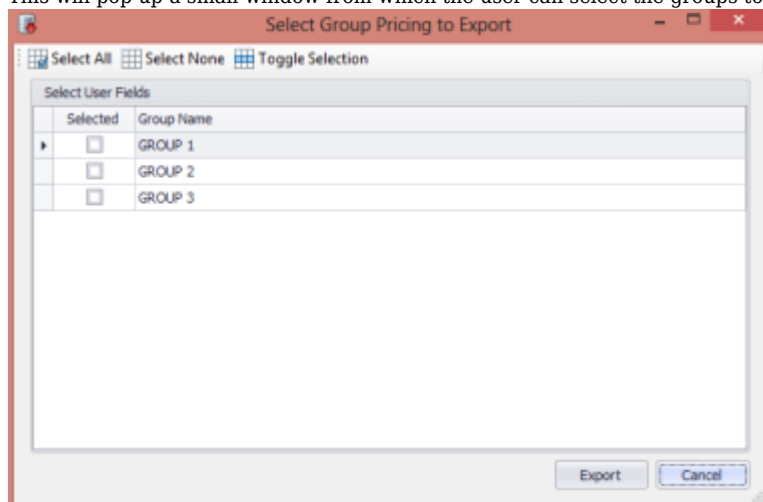 This will pop up a small window from which the user can select the groups to
Select Group Pricing to Export
Select All Select None Toggle Selection
Select User Fields
Selected Group Name
GROUP 1
GROUP 2
GROUP 3
Export Cancel